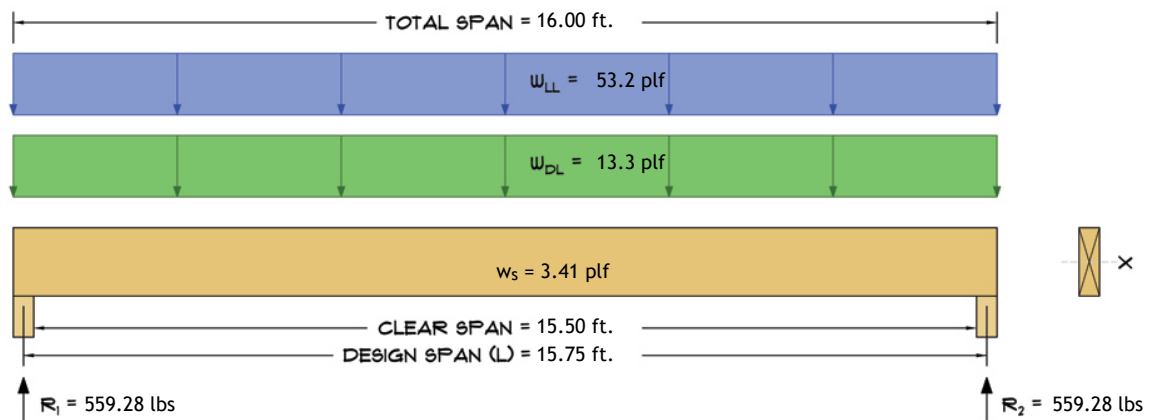 TOTAL SPAN = 16.00 ft.
WLL = 53.2 plf
WDL = 13.3 plf
ws = 3.41 plf
X
CLEAR SPAN = 15.50 ft.
DESIGN SPAN (L) = 15.75 ft.
R1 = 559.28 lbs
R2 = 559.28 lbs